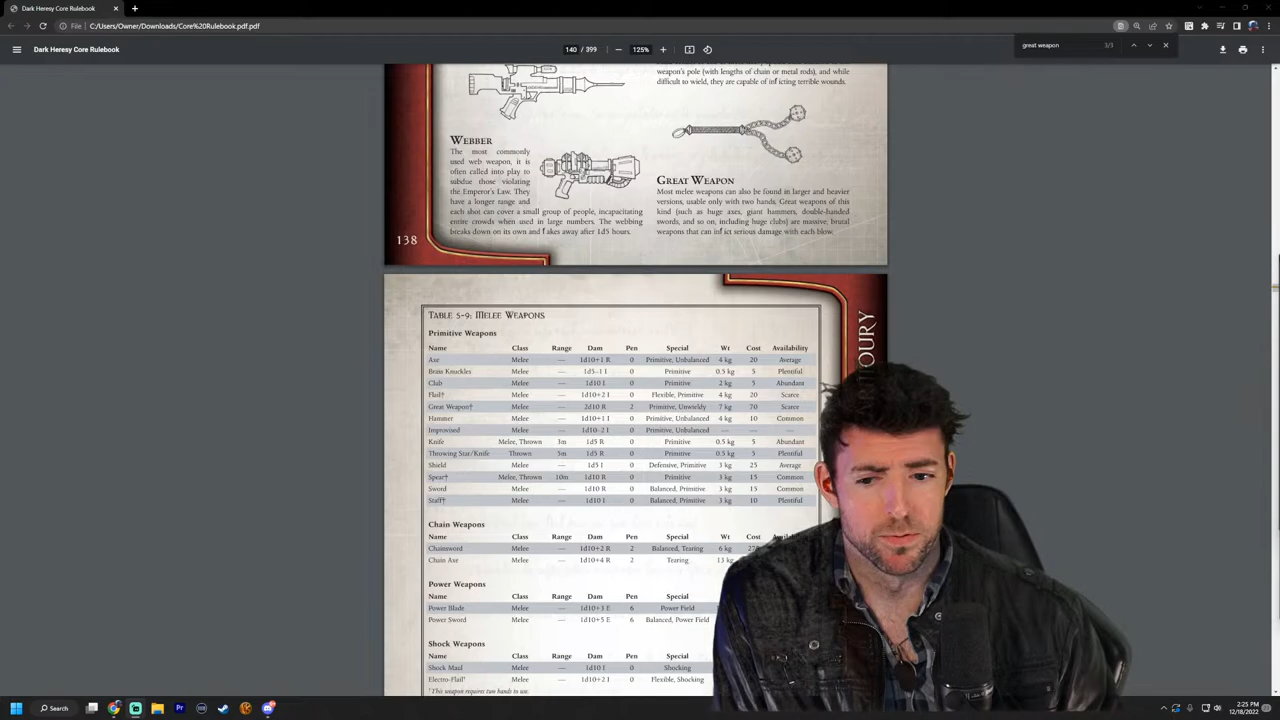 Dark Heresy Core Rulebook
File
C:/Users/Owner/Downloads/Core%20Rulebook.pdf.pdf
great weapon 3/3
Dark Heresy Core Rulebook
140 / 399
125%
weapon's pole (with lengths of chain or metal rods), and while
difficult to wield, they are capable of inf icting terrible wounds.
WEBBER
The most commonly
used web weapon, it is
often called into play to
subdue those violating
the Emperor's Law. They
have a longer range and
each shot can cover a small group of people, incapacitating
entire crowds when used in large numbers. The webbing
breaks down on its own and f akes away after 1d5 hours.
138
GREAT WEAPON
Most melee weapons can also be found in larger and heavier
versions, usable only with two hands. Great weapons of this
kind (such as huge axes, giant hammers, double-handed
swords, and so on, including huge clubs) are massive, brutal
weapons that can inf ict serious damage with each blow.
TABLE 5-9: MELEE WEAPONS
Primitive Weapons
Name Class Range Dam Pen Special Wt Cost Availability
Axe Melee — 1d10+1 R 0 Primitive, Unbalanced 4 kg 20 Average
Brass Knuckles Melee — 1d5–1 I 0 Primitive 0.5 kg 5 Plentiful
Club Melee — 1d10 I 0 Primitive 2 kg 5 Abundant
Flail† Melee — 1d10+2 I 0 Flexible, Primitive 4 kg 20 Scarce
Great Weapon† Melee — 2d10 R 2 Primitive, Unwieldy 7 kg 70 Scarce
Hammer Melee — 1d10+1 I 0 Primitive, Unbalanced 4 kg 10 Common
Improvised Melee — 1d10–2 I 0 Primitive, Unbalanced — — —
Knife Melee, Thrown 3m 1d5 R 0 Primitive 0.5 kg 5 Abundant
Throwing Star/Knife Thrown 5m 1d5 R 0 Primitive 0.5 kg 5 Plentiful
Shield Melee — 1d5 I 0 Defensive, Primitive 3 kg 25 Average
Spear† Melee, Thrown 10m 1d10 R 0 Primitive 3 kg 15 Common
Sword Melee — 1d10 R 0 Balanced, Primitive 3 kg 15 Common
Staff† Melee — 1d10 I 0 Balanced, Primitive 3 kg 10 Plentiful
Chain Weapons
Name Class Range Dam Pen Special Wt Cost
Chainsword Melee — 1d10+2 R 2 Balanced, Tearing 6 kg
Chain Axe Melee — 1d10+4 R 2 Tearing 13 kg
Power Weapons
Name Class Range Dam Pen Special
Power Blade Melee — 1d10+3 E 6 Power Field
Power Sword Melee — 1d10+5 E 6 Balanced, Power Field
Shock Weapons
Name Class Range Dam Pen Special
Shock Maul Melee — 1d10 I 0 Shocking
Electro-Flail† Melee — 1d10+2 I 0 Flexible, Shocking
†This weapon requires two hands to use.
MOURY
Search
2:25 PM
12/18/2022